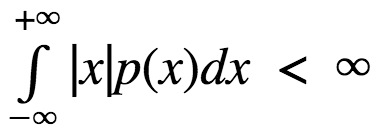 +∞
∫ |x|p(x)dx < ∞
−∞